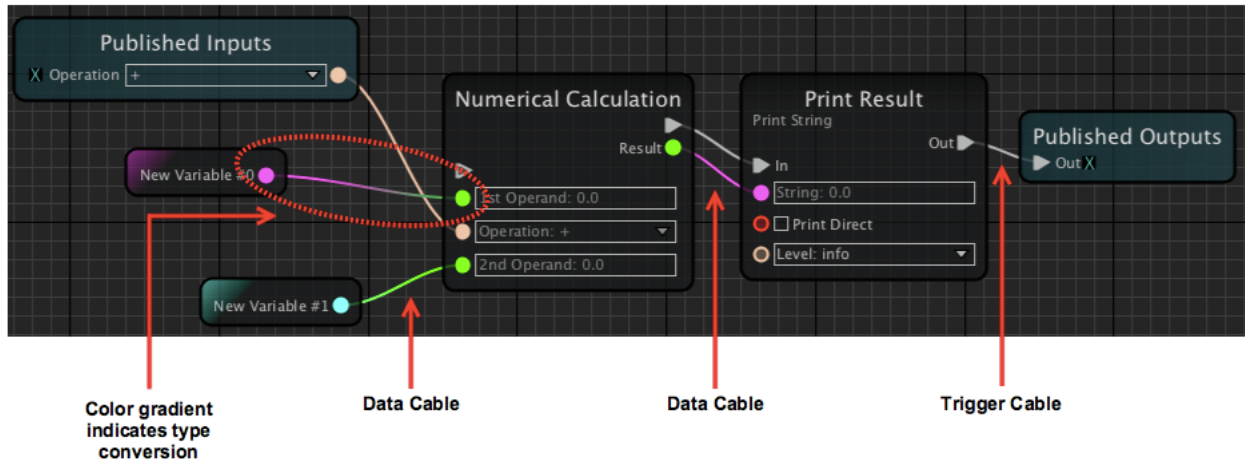 Published Inputs
X Operation +
New Variable #0
New Variable #1
Numerical Calculation
Result
1st Operand: 0.0
Operation: +
2nd Operand: 0.0
Print Result
Print String
Out
In
String: 0.0
Print Direct
Level: info
Published Outputs
Out X
Color gradient
indicates type
conversion
Data Cable
Data Cable
Trigger Cable